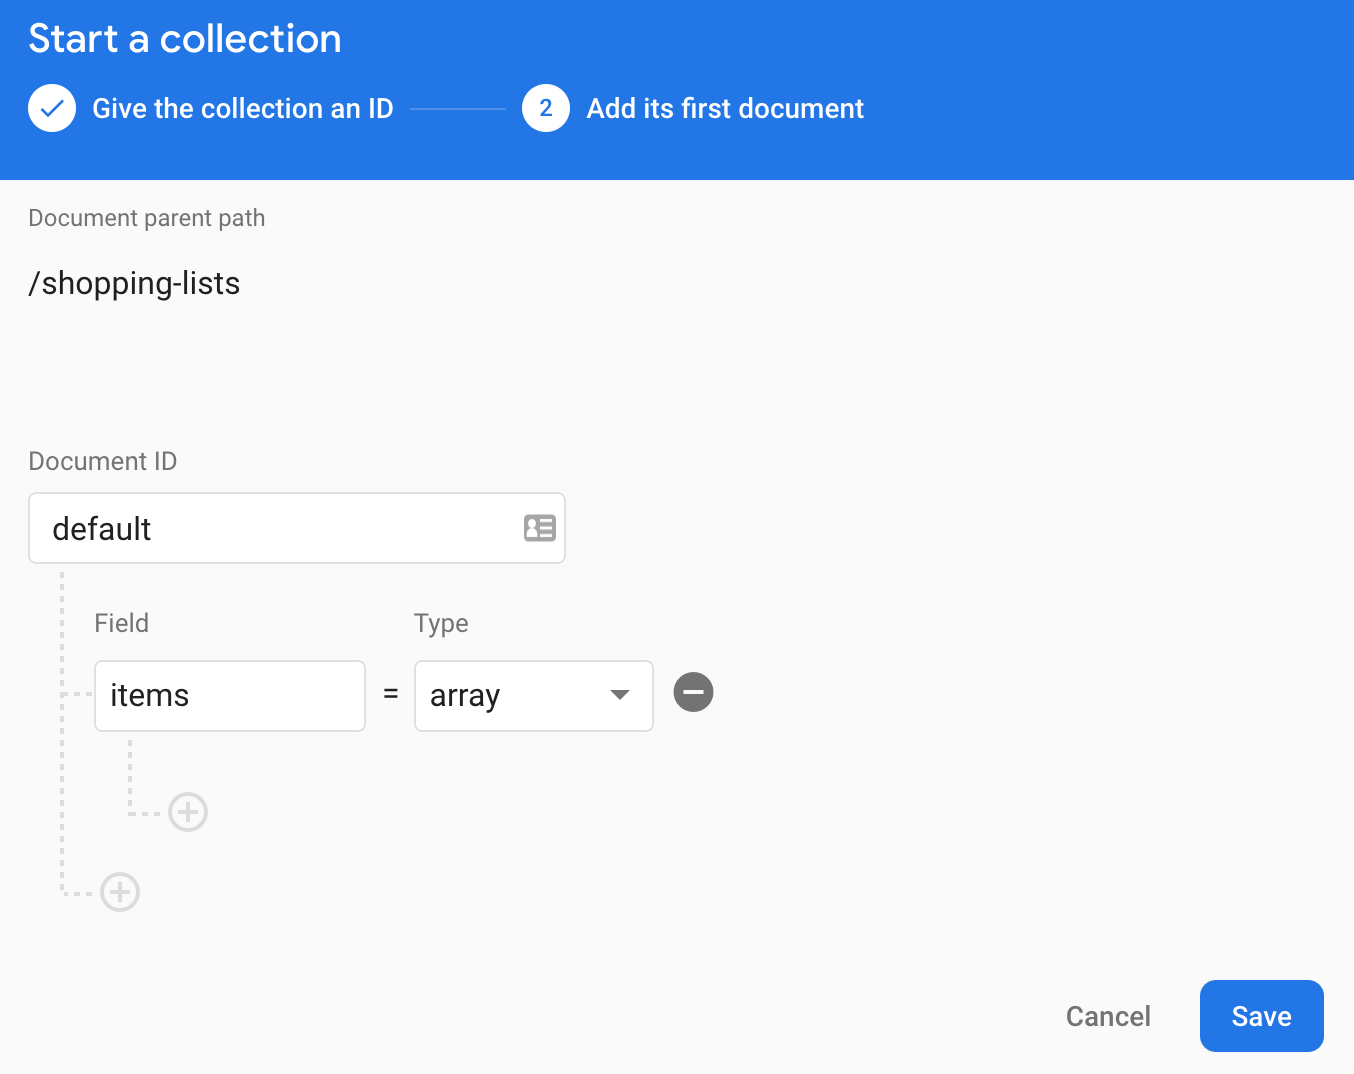 Start a collection
Give the collection an ID
2 Add its first document
Document parent path
/shopping-lists
Document ID
default
Field Type
items = array
Cancel Save